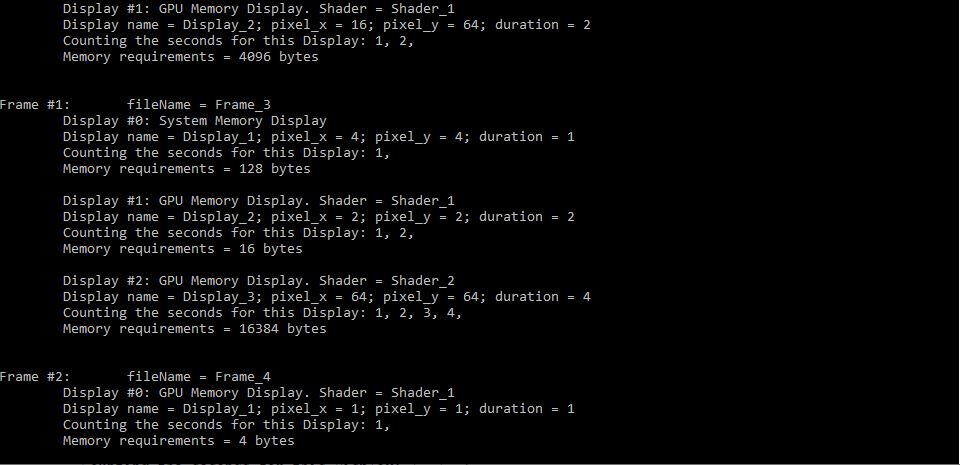 Display #1: GPU Memory Display. Shader = Shader_1
Display name = Display_2; pixel_x = 16; pixel_y = 64; duration = 2
Counting the seconds for this Display: 1, 2,
Memory requirements = 4096 bytes
Frame #1:       fileName = Frame_3
Display #0: System Memory Display
Display name = Display_1; pixel_x = 4; pixel_y = 4; duration = 1
Counting the seconds for this Display: 1,
Memory requirements = 128 bytes
Display #1: GPU Memory Display. Shader = Shader_1
Display name = Display_2; pixel_x = 2; pixel_y = 2; duration = 2
Counting the seconds for this Display: 1, 2,
Memory requirements = 16 bytes
Display #2: GPU Memory Display. Shader = Shader_2
Display name = Display_3; pixel_x = 64; pixel_y = 64; duration = 4
Counting the seconds for this Display: 1, 2, 3, 4,
Memory requirements = 16384 bytes
Frame #2:       fileName = Frame_4
Display #0: GPU Memory Display. Shader = Shader_1
Display name = Display_1; pixel_x = 1; pixel_y = 1; duration = 1
Counting the seconds for this Display: 1,
Memory requirements = 4 bytes